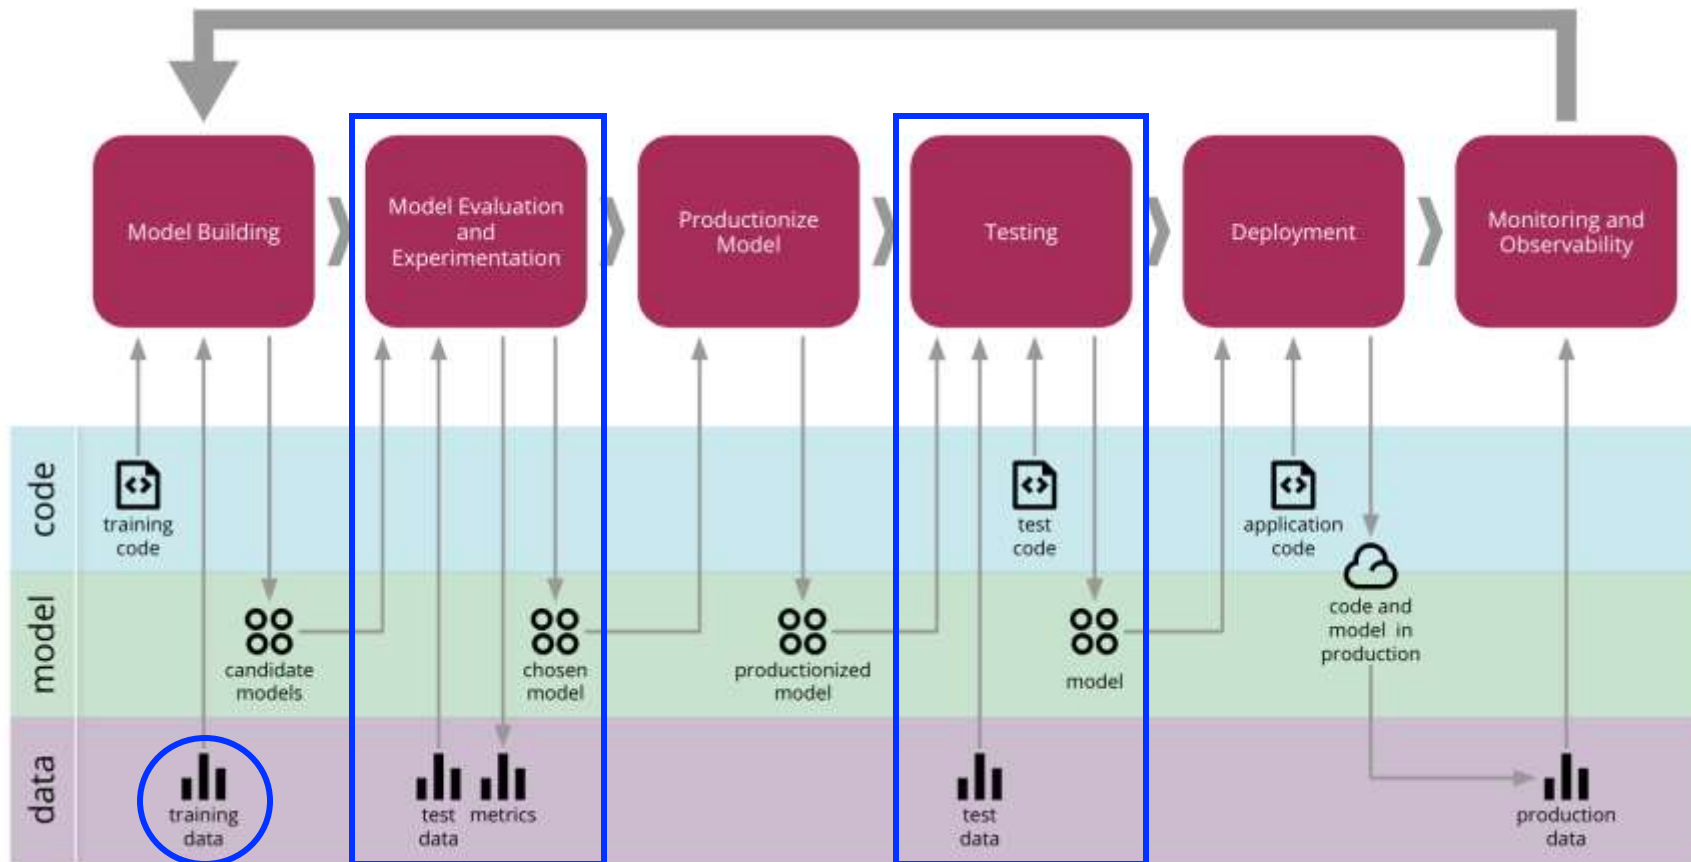 Model Building
Model Evaluation
and
Experimentation
Productionize
Model
Testing
Deployment
Monitoring and
Observability
code
training
code
test
code
application
code
model
candidate
models
chosen
model
productionized
model
model
code and
model in
production
data
training
data
test
data
metrics
test
data
production
data